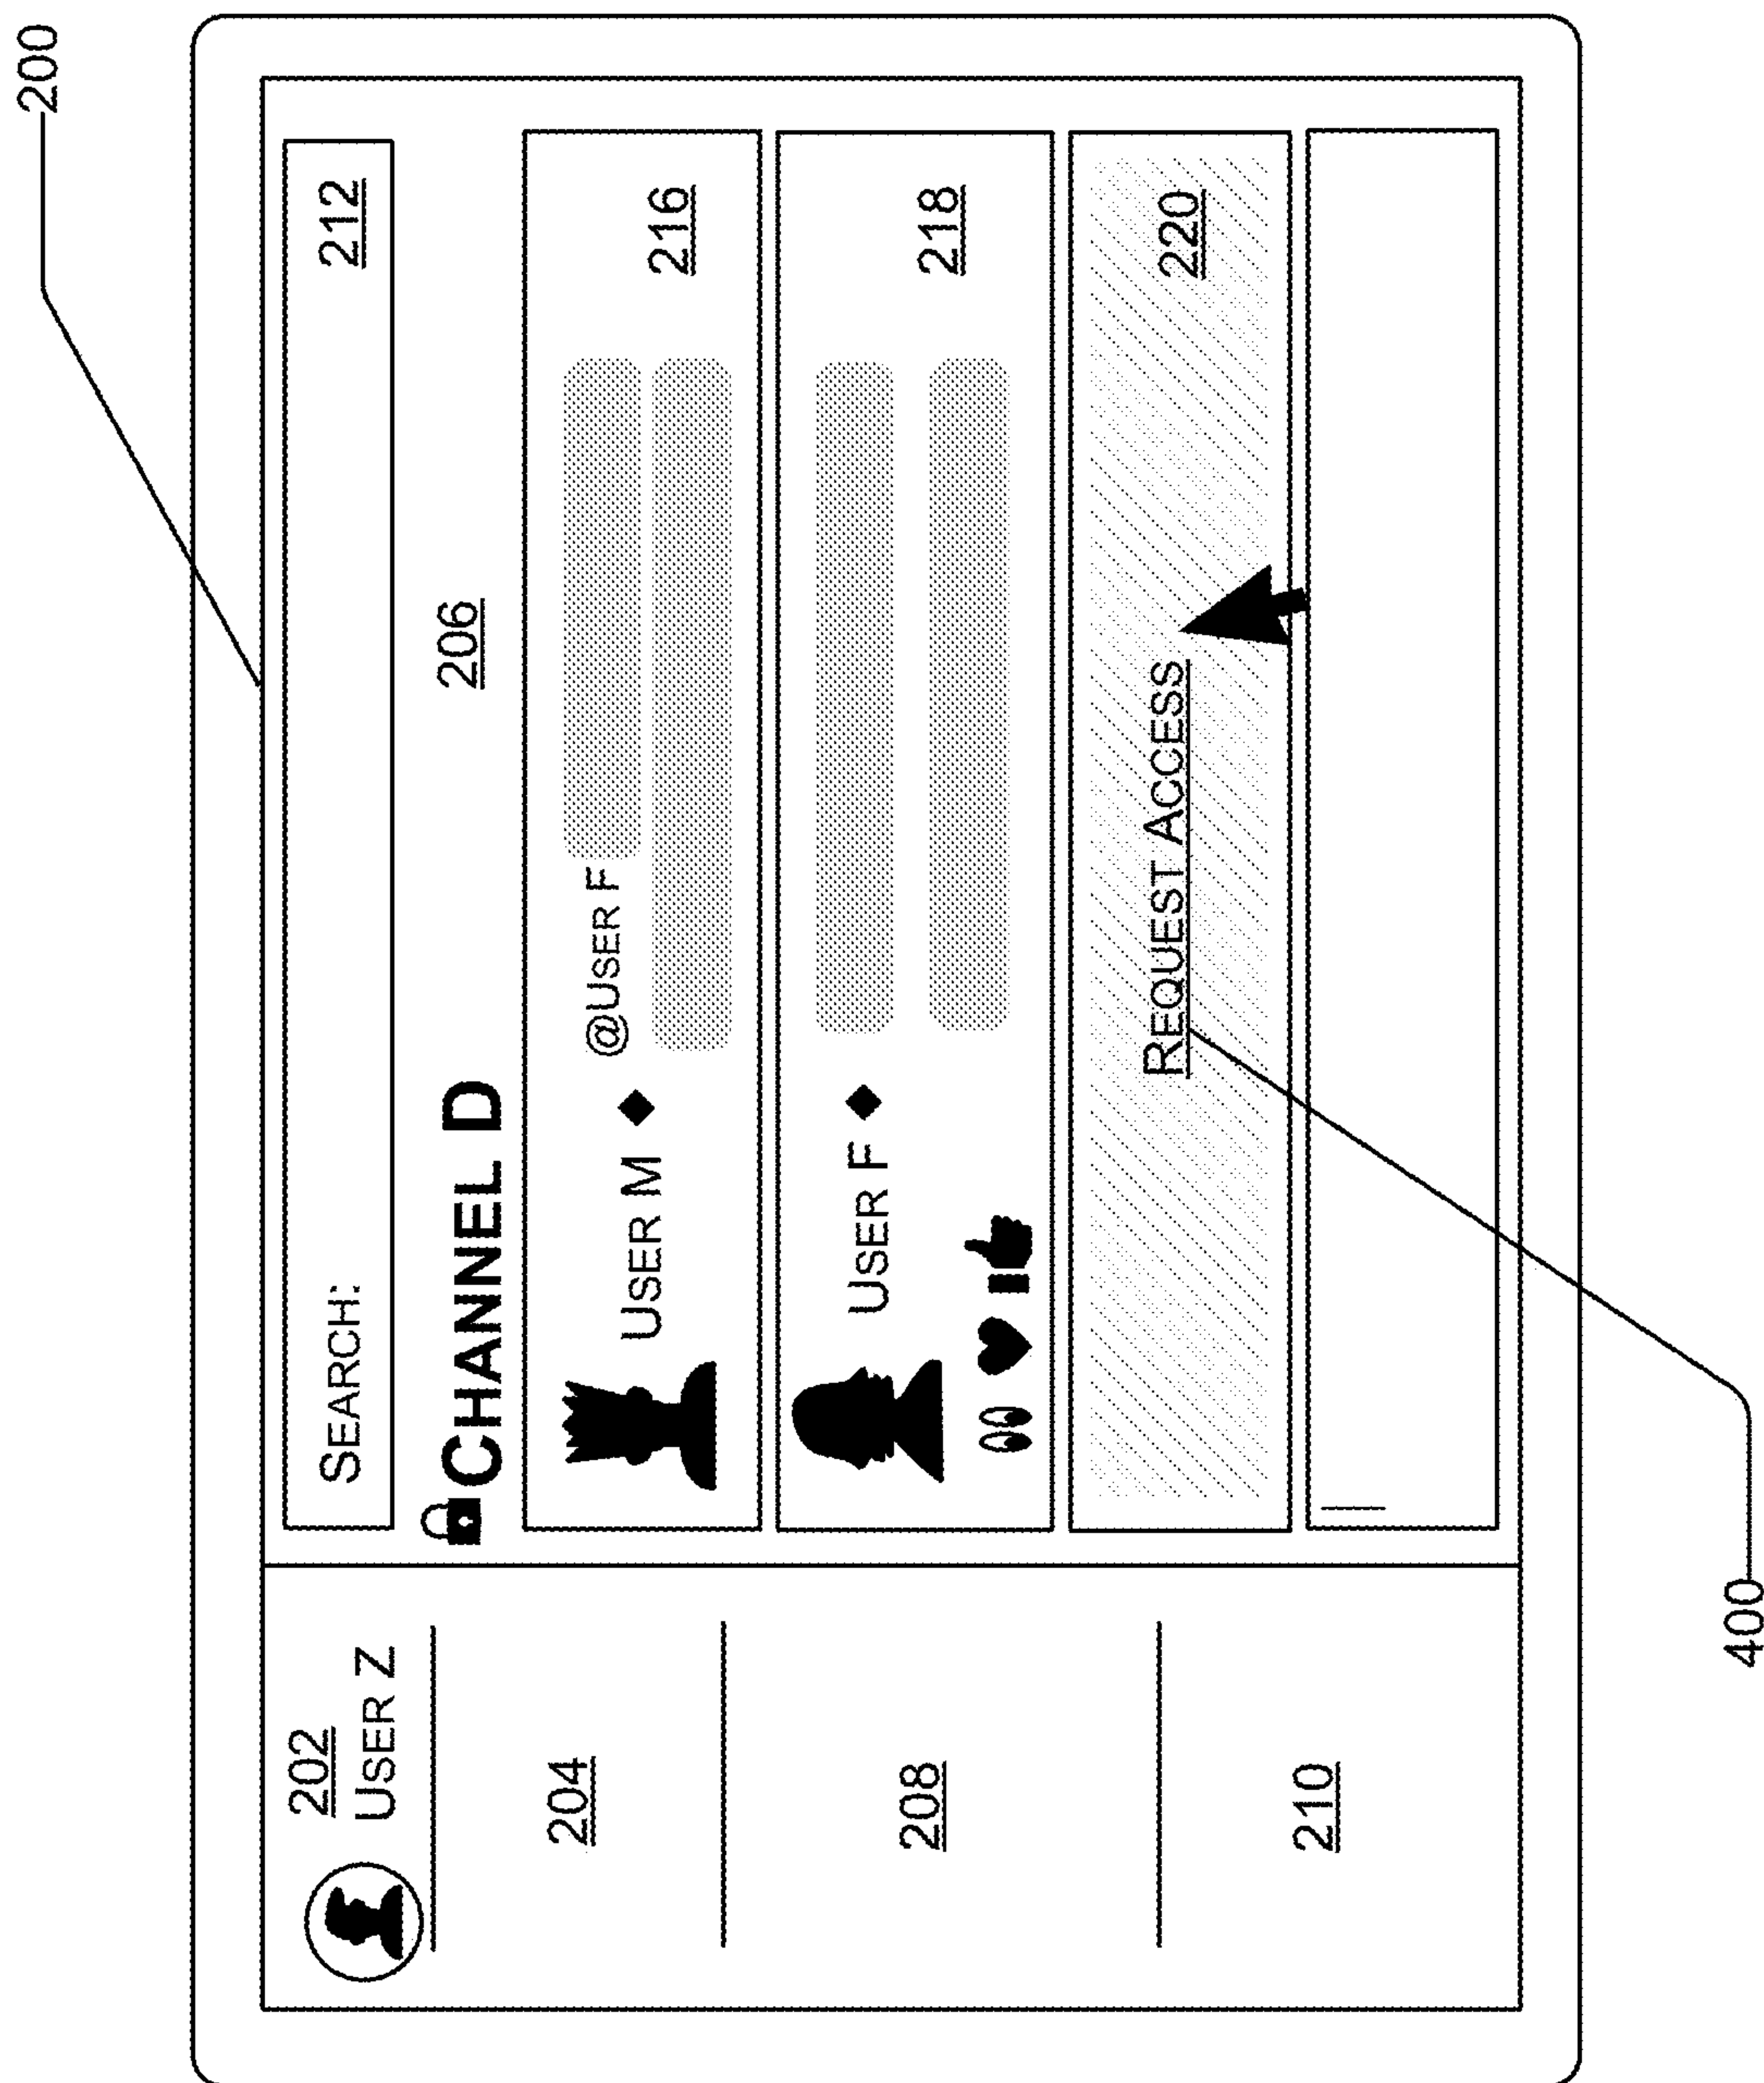 200
202
USER Z
204
208
210
SEARCH: 212
CHANNEL D 206
USER M @USER F 216
USER F 218
REQUEST ACCESS 220
400